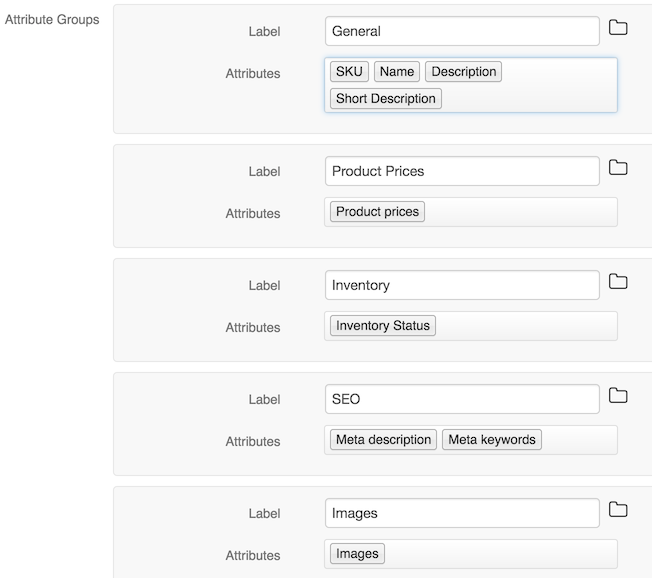 Attribute Groups
Label General
Attributes SKU Name Description
Short Description
Label Product Prices
Attributes Product prices
Label Inventory
Attributes Inventory Status
Label SEO
Attributes Meta description Meta keywords
Label Images
Attributes Images